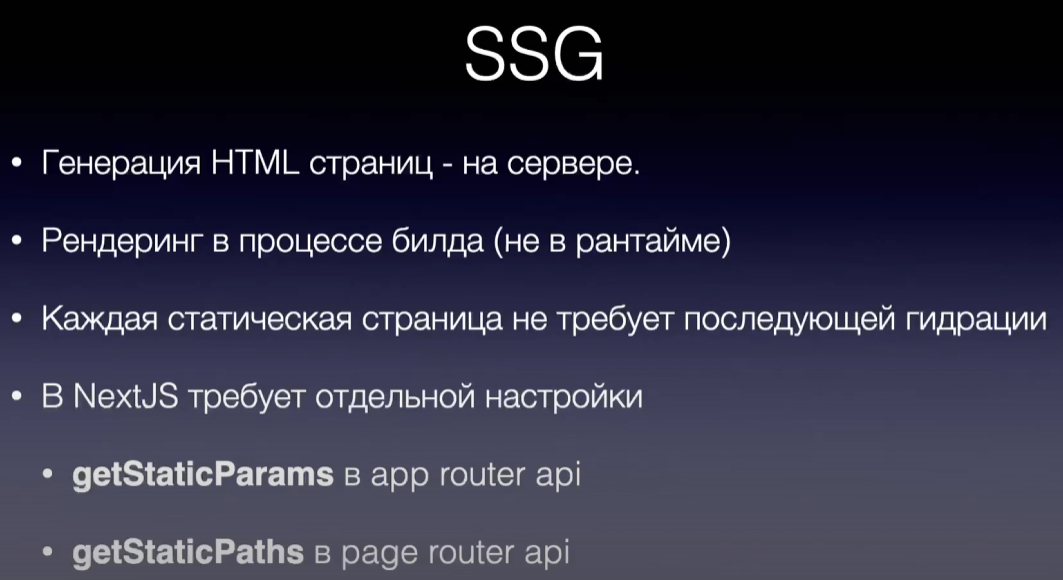 SSG
• Генерация HTML страниц - на сервере.
• Рендеринг в процессе билда (не в рантайме)
• Каждая статическая страница не требует последующей гидрации
• В NextJS требует отдельной настройки
• getStaticParams в app router api
• getStaticPaths в page router api